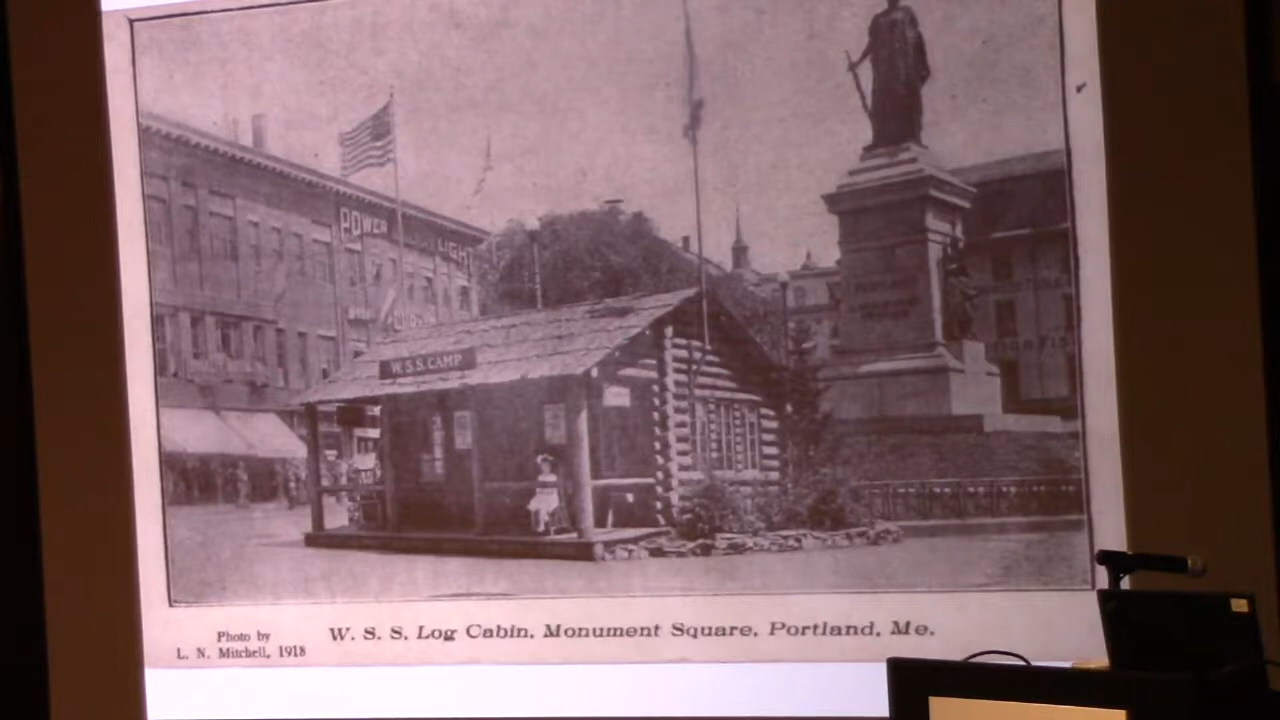 POWER LIGHT
W.S.S. CAMP
W. S. S. Log Cabin, Monument Square, Portland, Me.
Photo by
L. N. Mitchell, 1918